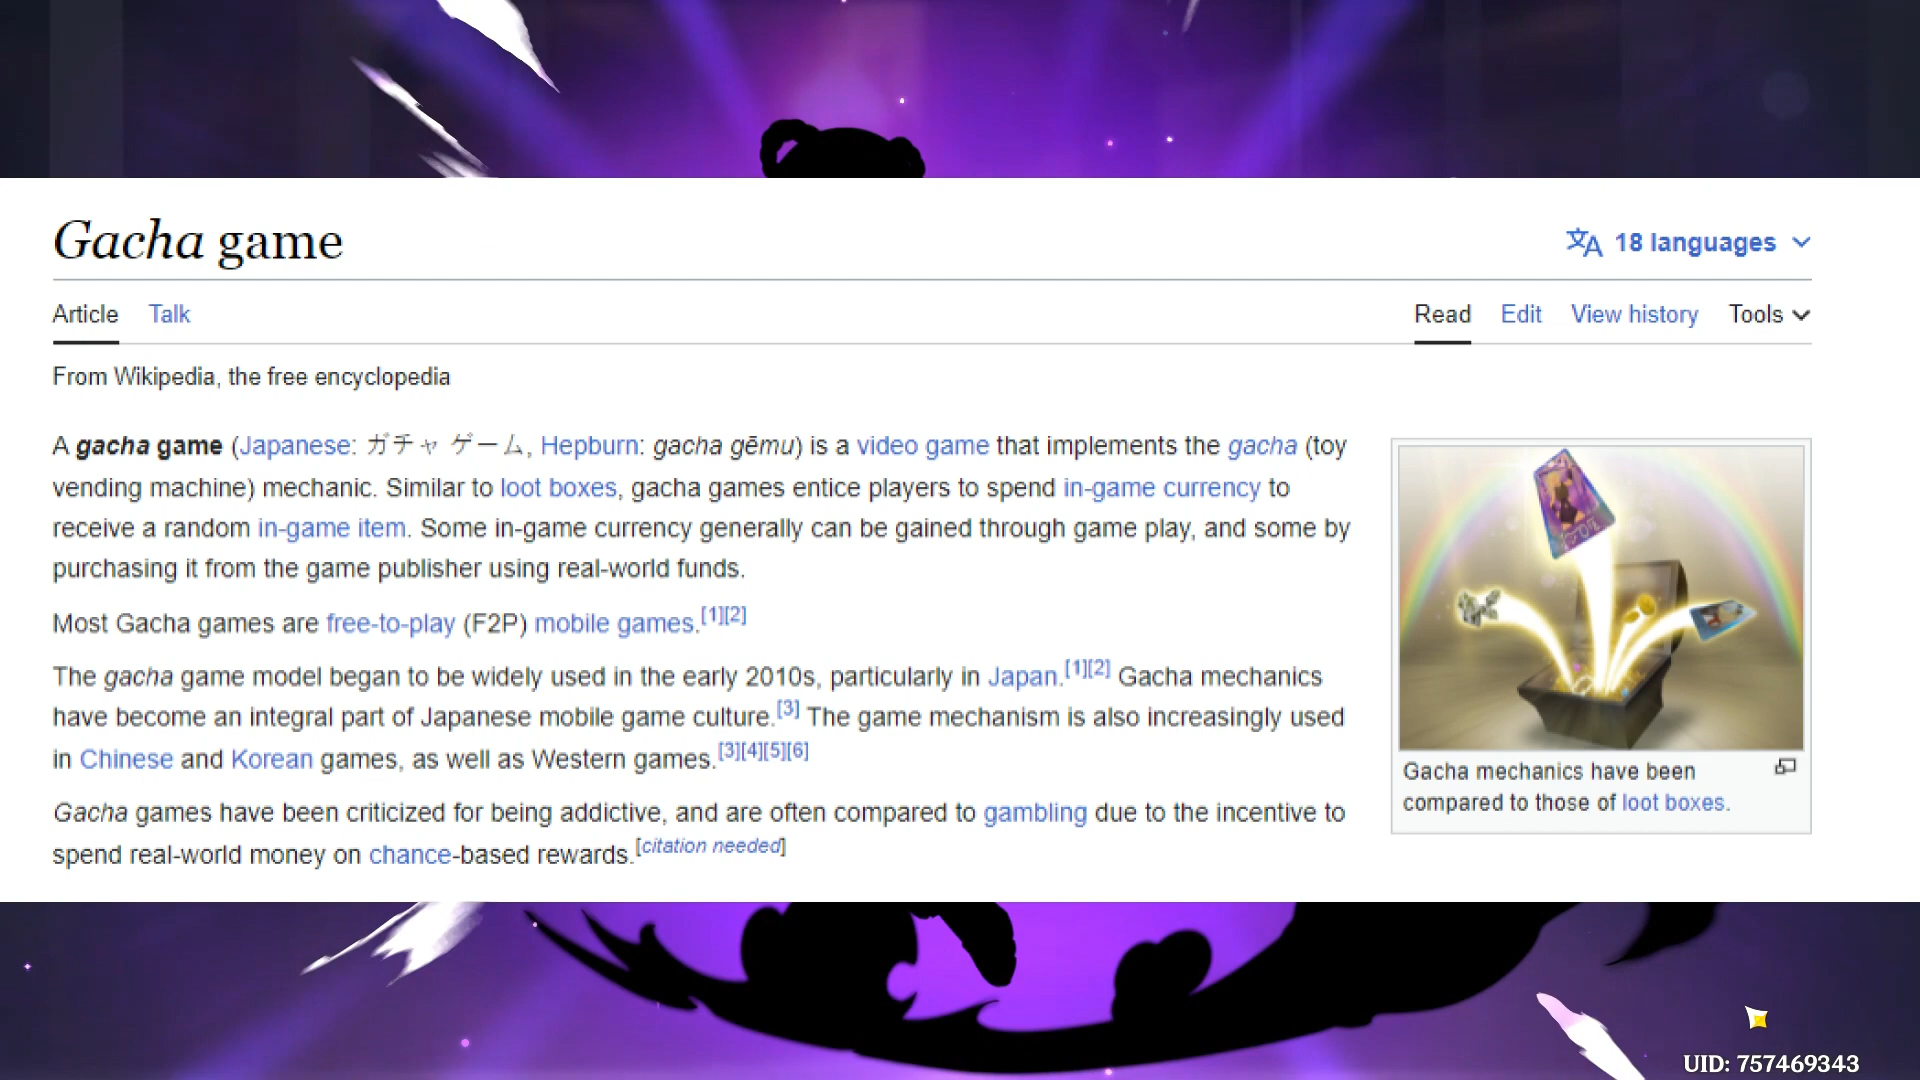 Gacha game
18 languages
Article Talk
Read Edit View history Tools
From Wikipedia, the free encyclopedia
A gacha game (Japanese: ガチャ ゲーム, Hepburn: gacha gēmu) is a video game that implements the gacha (toy
vending machine) mechanic. Similar to loot boxes, gacha games entice players to spend in-game currency to
receive a random in-game item. Some in-game currency generally can be gained through game play, and some by
purchasing it from the game publisher using real-world funds.
Most Gacha games are free-to-play (F2P) mobile games.[1][2]
The gacha game model began to be widely used in the early 2010s, particularly in Japan.[1][2] Gacha mechanics
have become an integral part of Japanese mobile game culture.[3] The game mechanism is also increasingly used
in Chinese and Korean games, as well as Western games.[3][4][5][6]
Gacha games have been criticized for being addictive, and are often compared to gambling due to the incentive to
spend real-world money on chance-based rewards.[citation needed]
Gacha mechanics have been
compared to those of loot boxes.
UID: 757469343